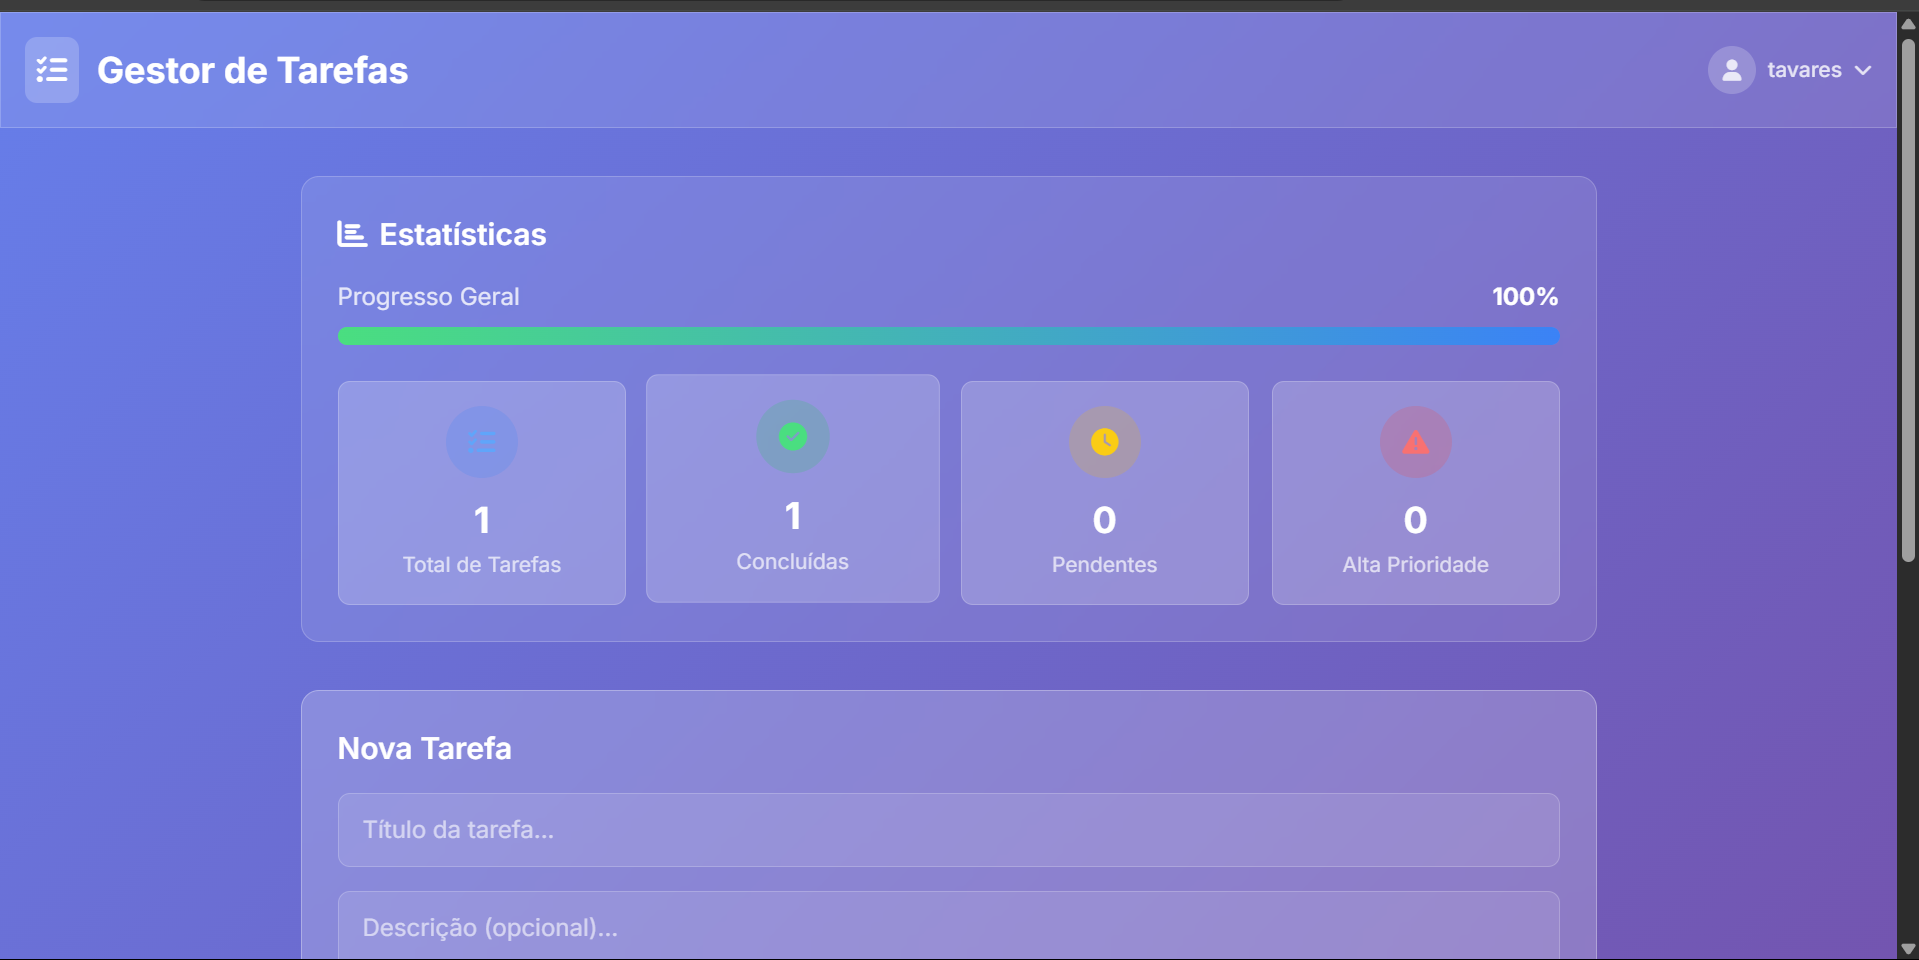 Gestor de Tarefas
tavares
Estatísticas
Progresso Geral
100%
1
Total de Tarefas
1
Concluídas
0
Pendentes
0
Alta Prioridade
Nova Tarefa
Título da tarefa...
Descrição (opcional)...